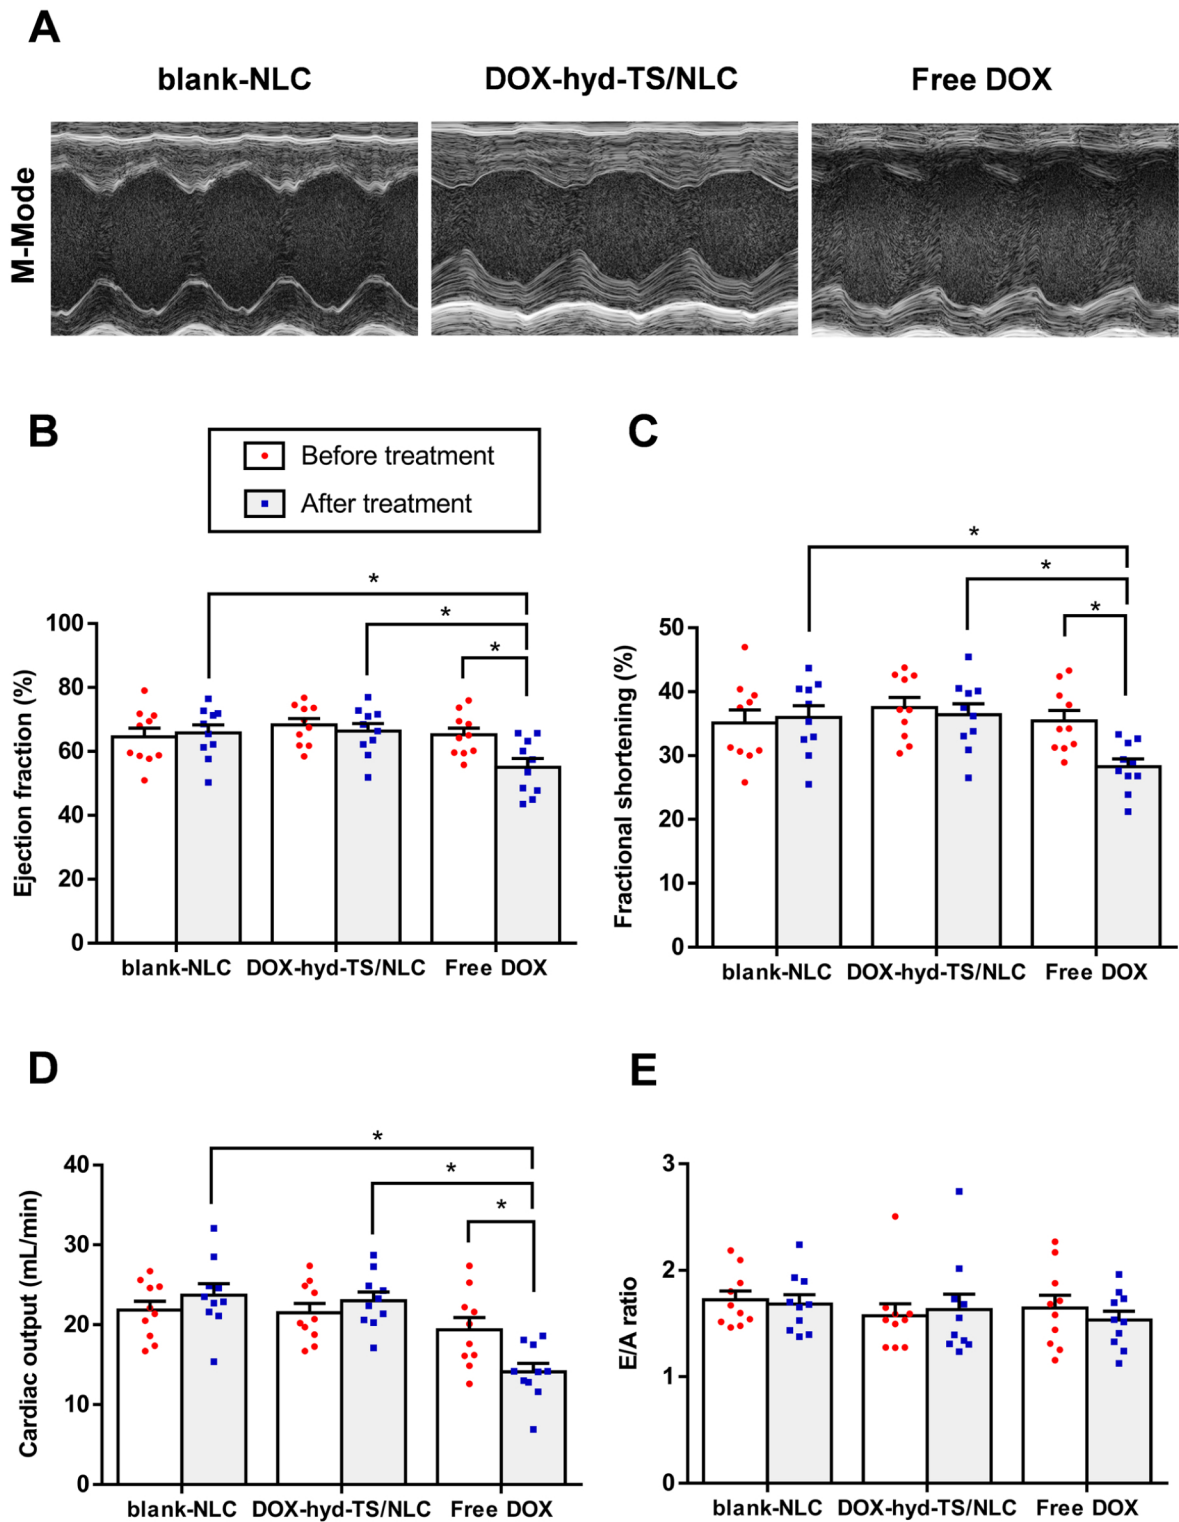 A
blank-NLC DOX-hyd-TS/NLC Free DOX
M-Mode
B
Before treatment
After treatment
* * *
Ejection fraction (%)
100
80
60
40
20
0
blank-NLC DOX-hyd-TS/NLC Free DOX
C
* * *
Fractional shortening (%)
50
40
30
20
10
0
blank-NLC DOX-hyd-TS/NLC Free DOX
D
* * *
Cardiac output (mL/min)
40
30
20
10
0
blank-NLC DOX-hyd-TS/NLC Free DOX
E
E/A ratio
3
2
1
0
blank-NLC DOX-hyd-TS/NLC Free DOX